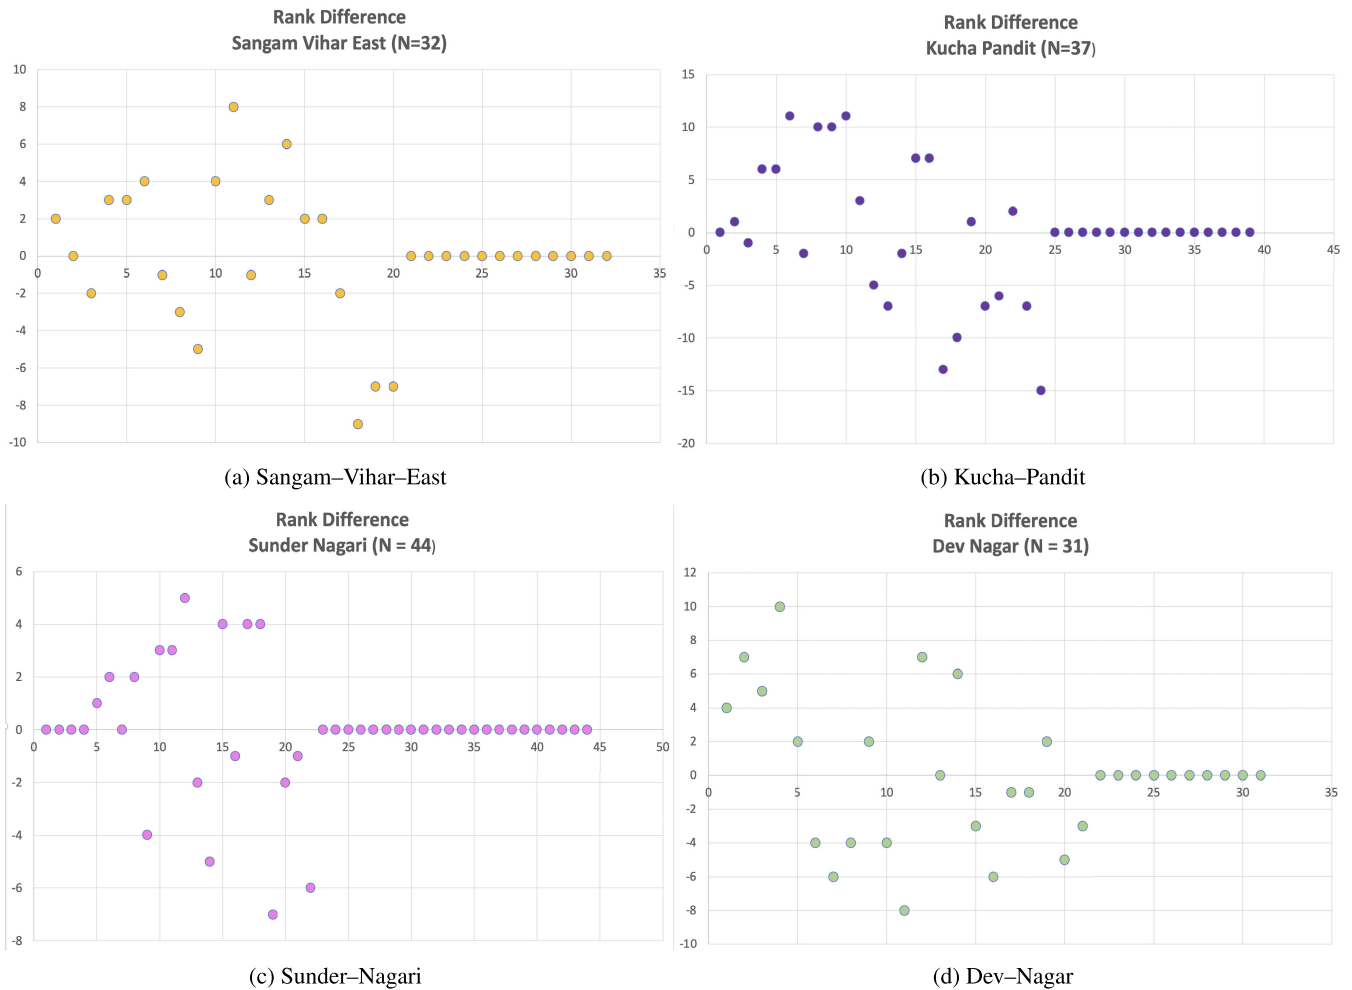 Rank Difference
Sangam Vihar East (N=32)
10
8
6
4
2
0
-2
-4
-6
-8
-10
0 5 10 15 20 25 30 35
(a) Sangam–Vihar–East
Rank Difference
Kucha Pandit (N=37)
15
10
5
0
-5
-10
-15
-20
0 5 10 15 20 25 30 35 40 45
(b) Kucha–Pandit
Rank Difference
Sunder Nagari (N = 44)
6
4
2
0
-2
-4
-6
-8
0 5 10 15 20 25 30 35 40 45 50
(c) Sunder–Nagari
Rank Difference
Dev Nagar (N = 31)
12
10
8
6
4
2
0
-2
-4
-6
-8
-10
0 5 10 15 20 25 30 35
(d) Dev–Nagar